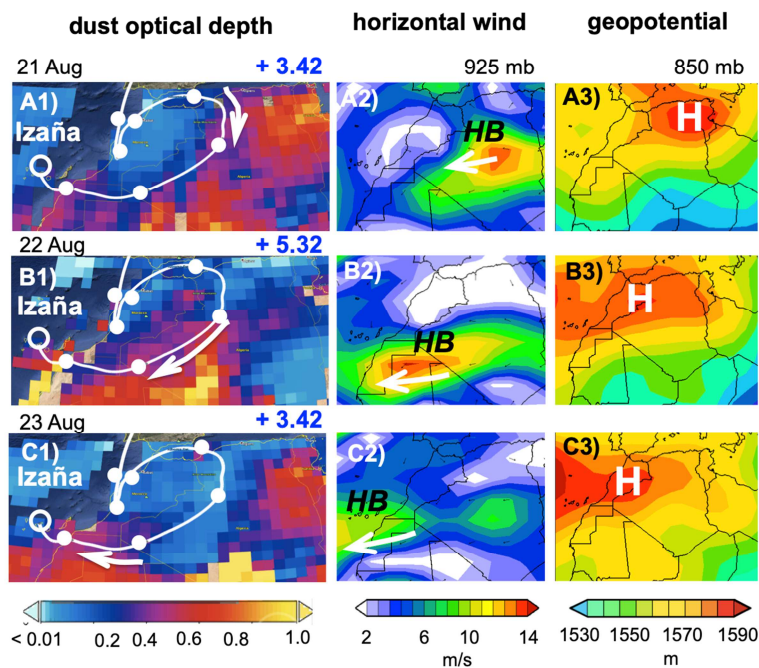 dust optical depth horizontal wind geopotential
21 Aug + 3.42 925 mb 850 mb
A1) A2) A3)
Izaña HB H
22 Aug + 5.32
B1) B2) B3)
Izaña HB H
23 Aug + 3.42
C1) C2) C3)
Izaña HB H
< 0.01 0.2 0.4 0.6 0.8 1.0 2 6 10 14 1530 1550 1570 1590
m/s m